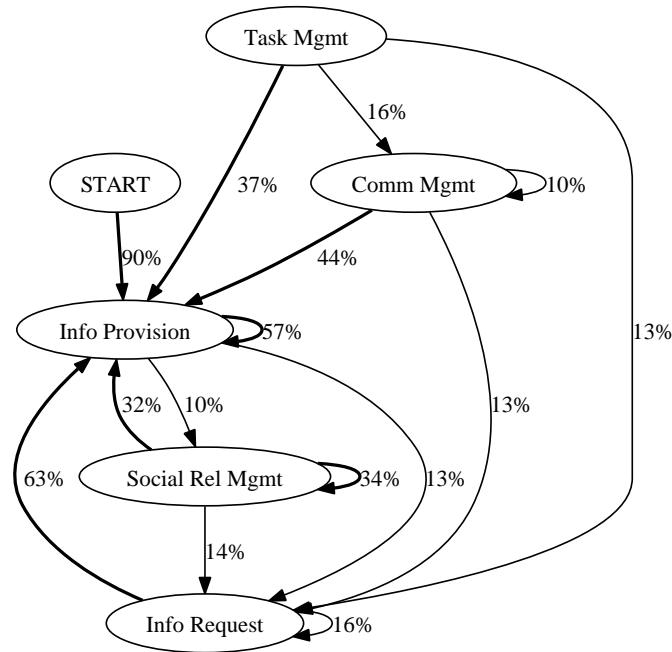 Task Mgmt
16%
START
37%
Comm Mgmt
10%
90%
44%
Info Provision
57%
13%
32%
10%
13%
63%
Social Rel Mgmt
34%
13%
14%
Info Request
16%